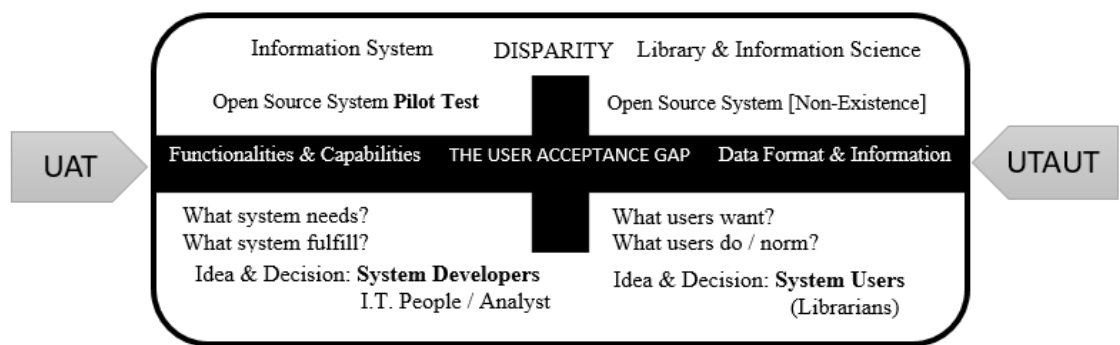 Information System DISPARITY Library & Information Science
Open Source System Pilot Test Open Source System [Non-Existence]
UAT Functionalities & Capabilities THE USER ACCEPTANCE GAP Data Format & Information UTAUT
What system needs? What users want?
What system fulfill? What users do / norm?
Idea & Decision: System Developers Idea & Decision: System Users
I.T. People / Analyst (Librarians)